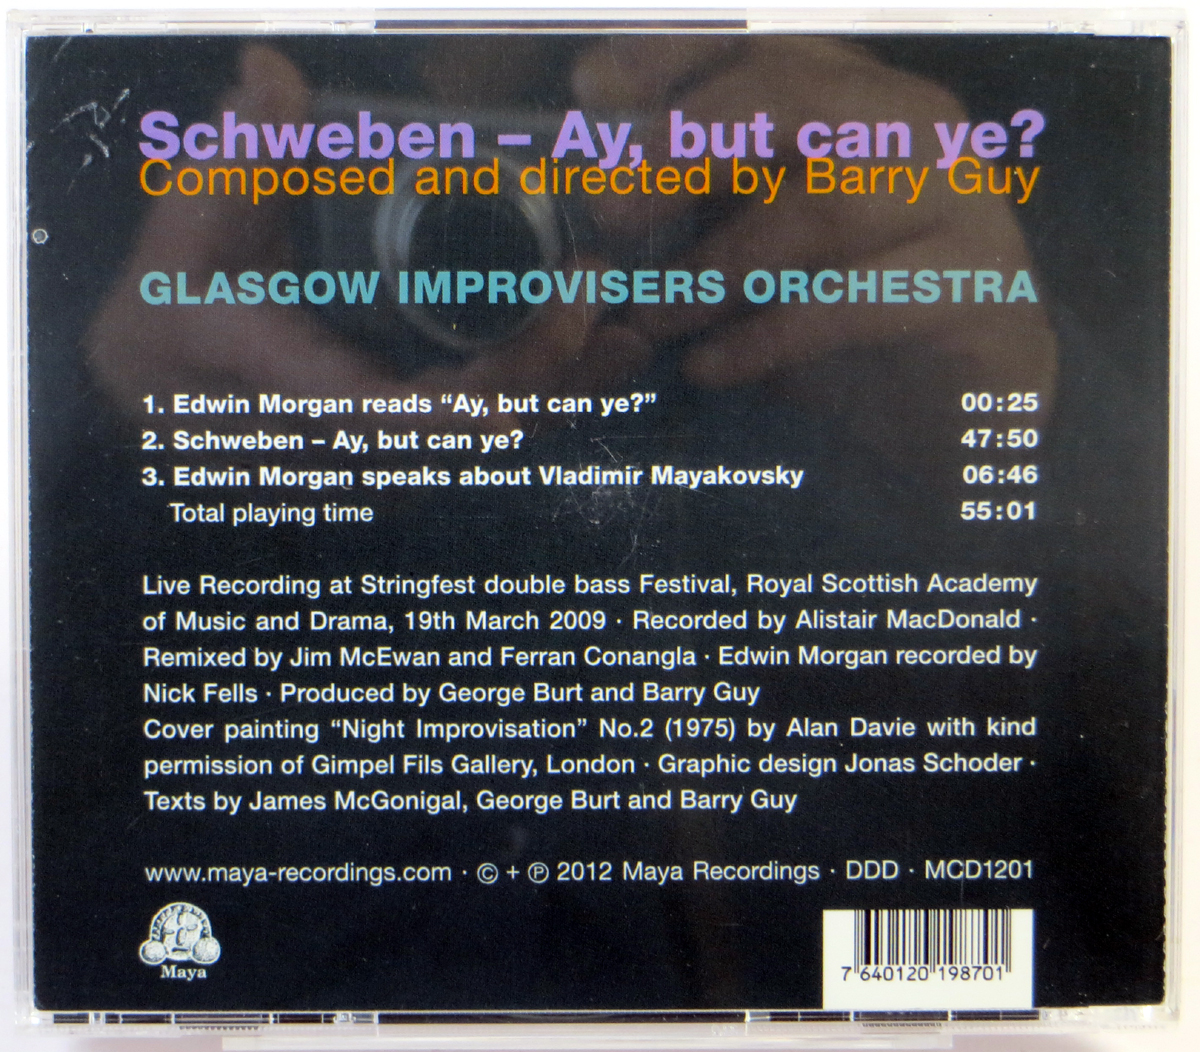 Schweben – Ay, but can ye?
Composed and directed by Barry Guy
GLASGOW IMPROVISERS ORCHESTRA
1. Edwin Morgan reads “Ay, but can ye?” 00:25
2. Schweben – Ay, but can ye? 47:50
3. Edwin Morgan speaks about Vladimir Mayakovsky 06:46
Total playing time 55:01
Live Recording at Stringfest double bass Festival, Royal Scottish Academy
of Music and Drama, 19th March 2009 · Recorded by Alistair MacDonald ·
Remixed by Jim McEwan and Ferran Conangla · Edwin Morgan recorded by
Nick Fells · Produced by George Burt and Barry Guy
Cover painting “Night Improvisation” No.2 (1975) by Alan Davie with kind
permission of Gimpel Fils Gallery, London · Graphic design Jonas Schoder ·
Texts by James McGonigal, George Burt and Barry Guy
www.maya-recordings.com · © + ℗ 2012 Maya Recordings · DDD · MCD1201
Maya
7 640120 198701